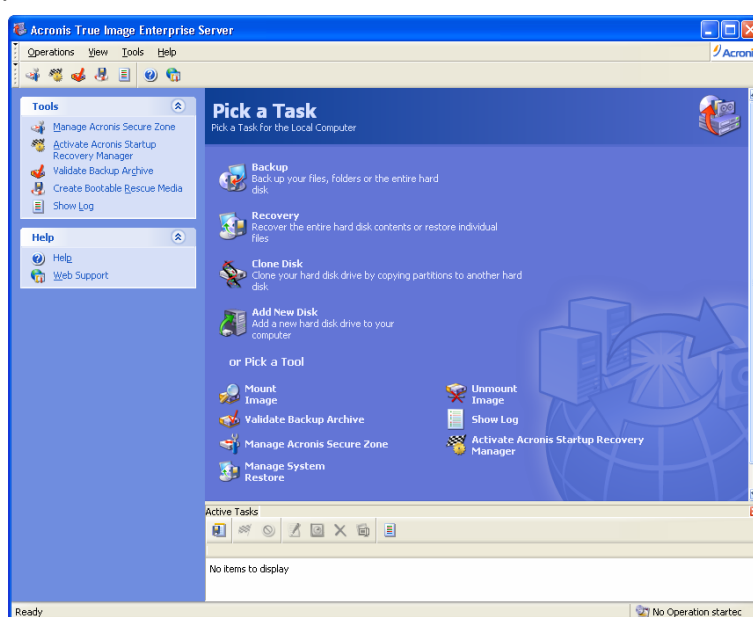 Acronis True Image Enterprise Server
Operations View Tools Help
Acroni
Tools
Manage Acronis Secure Zone
Activate Acronis Startup
Recovery Manager
Validate Backup Archive
Create Bootable Rescue Media
Show Log
Help
Help
Web Support
Pick a Task
Pick a Task for the Local Computer
Backup
Back up your files, folders or the entire hard
disk
Recovery
Recover the entire hard disk contents or restore individual
files
Clone Disk
Clone your hard disk drive by copying partitions to another hard
disk
Add New Disk
Add a new hard disk drive to your
computer
or Pick a Tool
Mount
Image
Unmount
Image
Validate Backup Archive
Show Log
Manage Acronis Secure Zone
Activate Acronis Startup Recovery
Manager
Manage System
Restore
Active Tasks
No items to display
Ready
No Operation startec